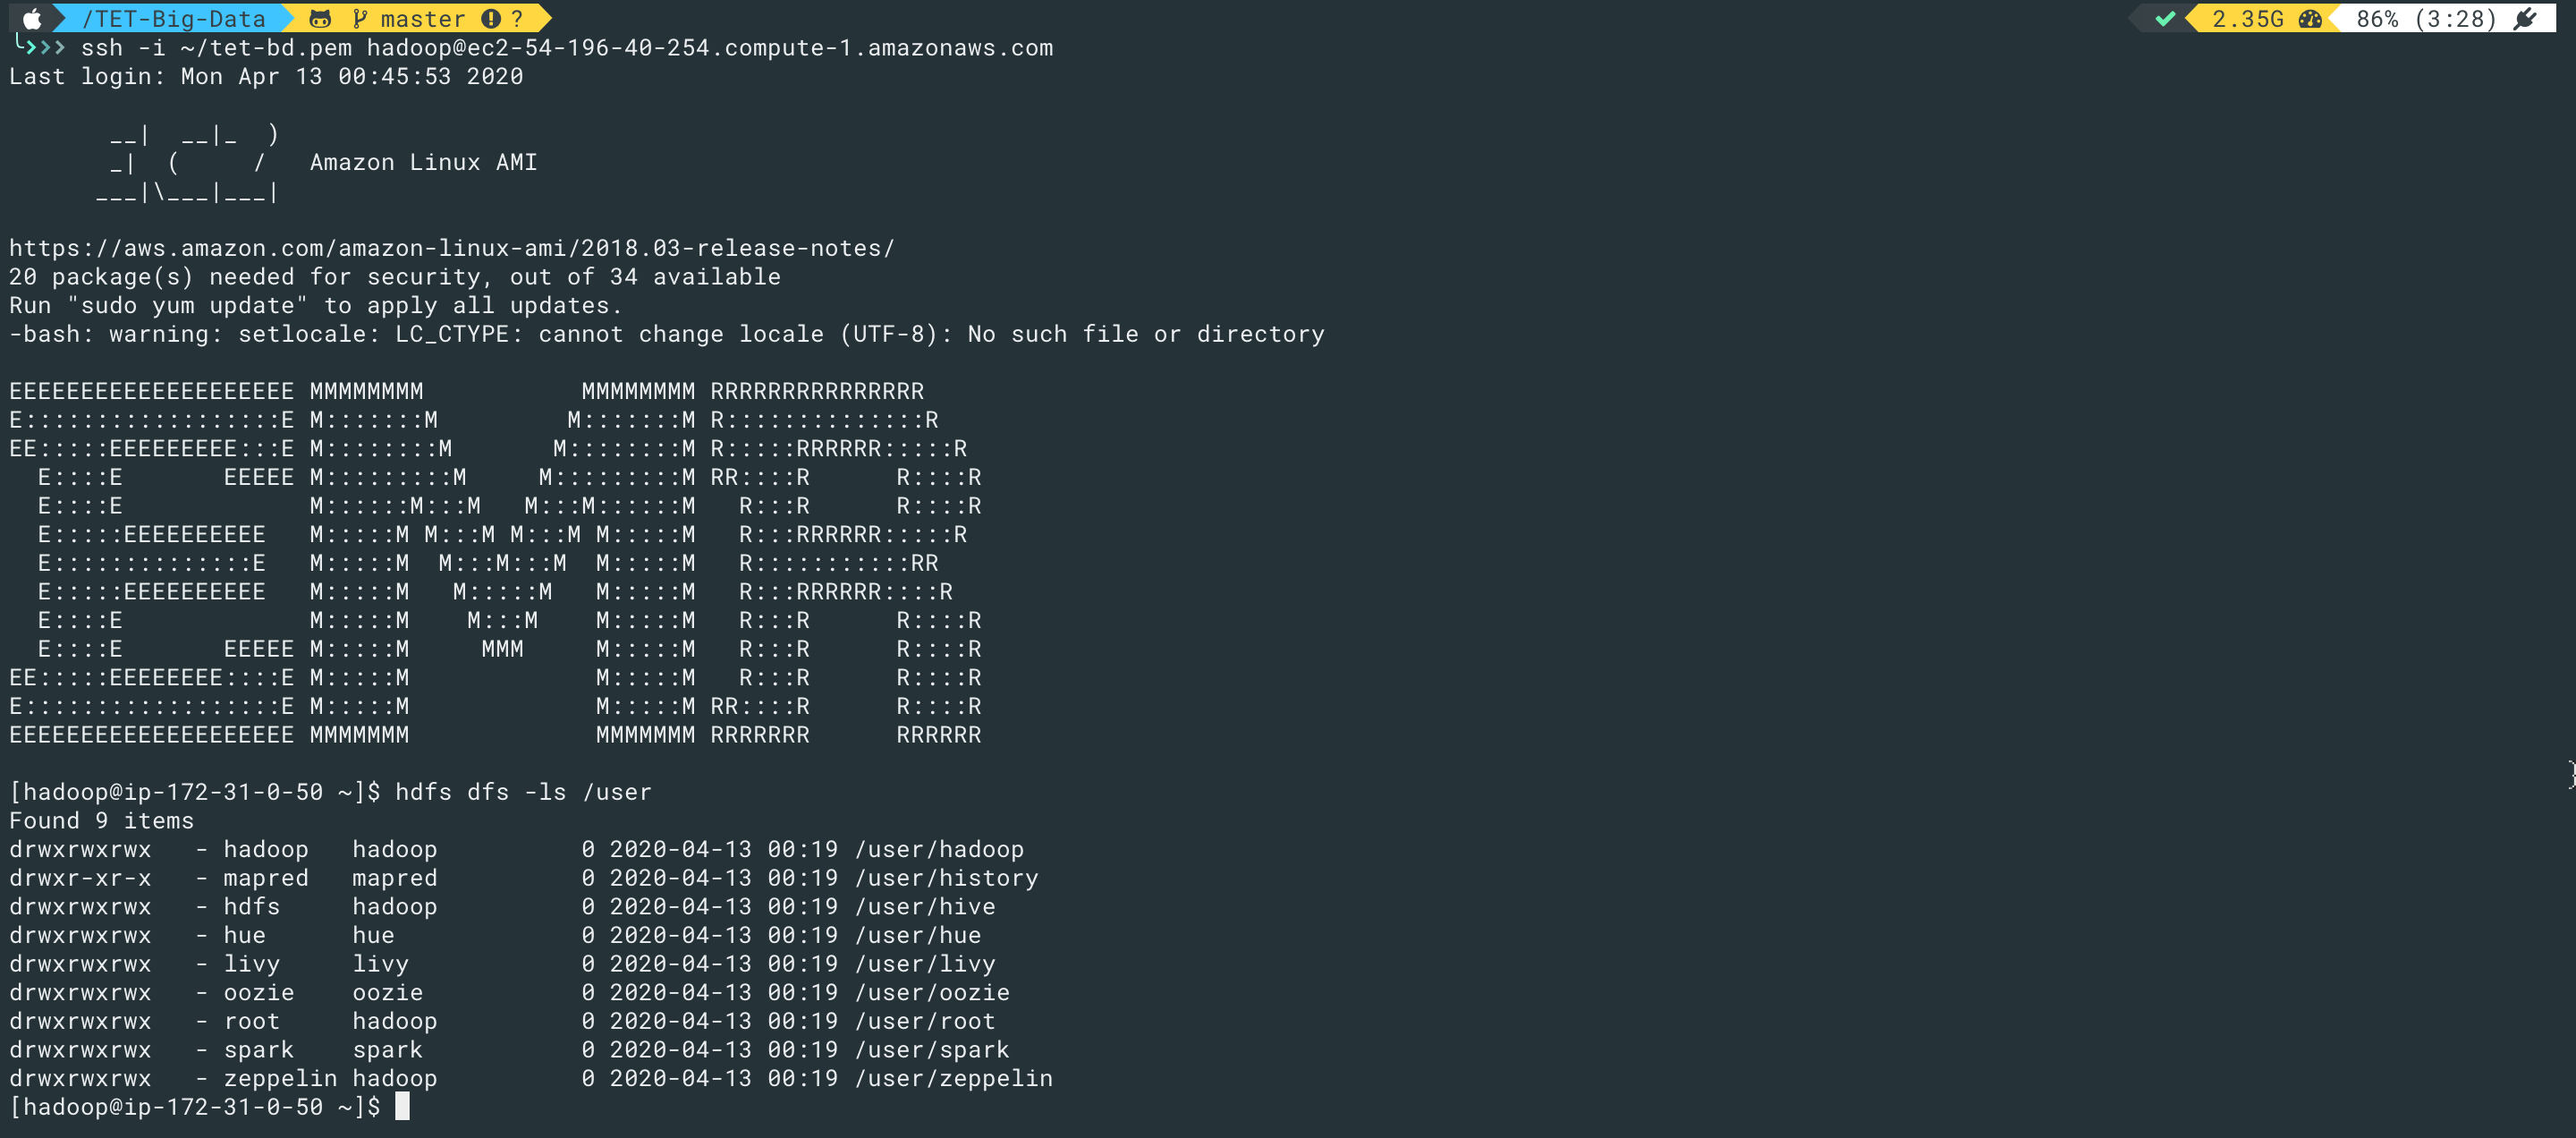 /TET-Big-Data master ? 2.35G 86% (3:28)
ssh -i ~/tet-bd.pem hadoop@ec2-54-196-40-254.compute-1.amazonaws.com
Last login: Mon Apr 13 00:45:53 2020

       __|  __|_  )
       _|  (     /   Amazon Linux AMI
      ___|\___|___|

https://aws.amazon.com/amazon-linux-ami/2018.03-release-notes/
20 package(s) needed for security, out of 34 available
Run "sudo yum update" to apply all updates.
-bash: warning: setlocale: LC_CTYPE: cannot change locale (UTF-8): No such file or directory

EEEEEEEEEEEEEEEEEEEE MMMMMMMM           MMMMMMMM RRRRRRRRRRRRRRR
E::::::::::::::::::E M:::::::M         M:::::::M R::::::::::::::R
EE:::::EEEEEEEEE:::E M::::::::M       M::::::::M R:::::RRRRRR:::::R
  E::::E       EEEEE M:::::::::M     M:::::::::M RR::::R      R::::R
  E::::E             M::::::M:::M   M:::M::::::M   R:::R      R::::R
  E:::::EEEEEEEEEE   M:::::M M:::M M:::M M:::::M   R:::RRRRRR:::::R
  E::::::::::::::E   M:::::M  M:::M:::M  M:::::M   R:::::::::::RR
  E:::::EEEEEEEEEE   M:::::M   M:::::M   M:::::M   R:::RRRRRR::::R
  E::::E             M:::::M    M:::M    M:::::M   R:::R      R::::R
  E::::E       EEEEE M:::::M     MMM     M:::::M   R:::R      R::::R
EE:::::EEEEEEEE::::E M:::::M             M:::::M   R:::R      R::::R
E::::::::::::::::::E M:::::M             M:::::M RR::::R      R::::R
EEEEEEEEEEEEEEEEEEEE MMMMMMM             MMMMMMM RRRRRRR      RRRRRR

[hadoop@ip-172-31-0-50 ~]$ hdfs dfs -ls /user
Found 9 items
drwxrwxrwx   - hadoop   hadoop          0 2020-04-13 00:19 /user/hadoop
drwxr-xr-x   - mapred   mapred          0 2020-04-13 00:19 /user/history
drwxrwxrwx   - hdfs     hadoop          0 2020-04-13 00:19 /user/hive
drwxrwxrwx   - hue      hue             0 2020-04-13 00:19 /user/hue
drwxrwxrwx   - livy     livy            0 2020-04-13 00:19 /user/livy
drwxrwxrwx   - oozie    oozie           0 2020-04-13 00:19 /user/oozie
drwxrwxrwx   - root     hadoop          0 2020-04-13 00:19 /user/root
drwxrwxrwx   - spark    spark           0 2020-04-13 00:19 /user/spark
drwxrwxrwx   - zeppelin hadoop          0 2020-04-13 00:19 /user/zeppelin
[hadoop@ip-172-31-0-50 ~]$